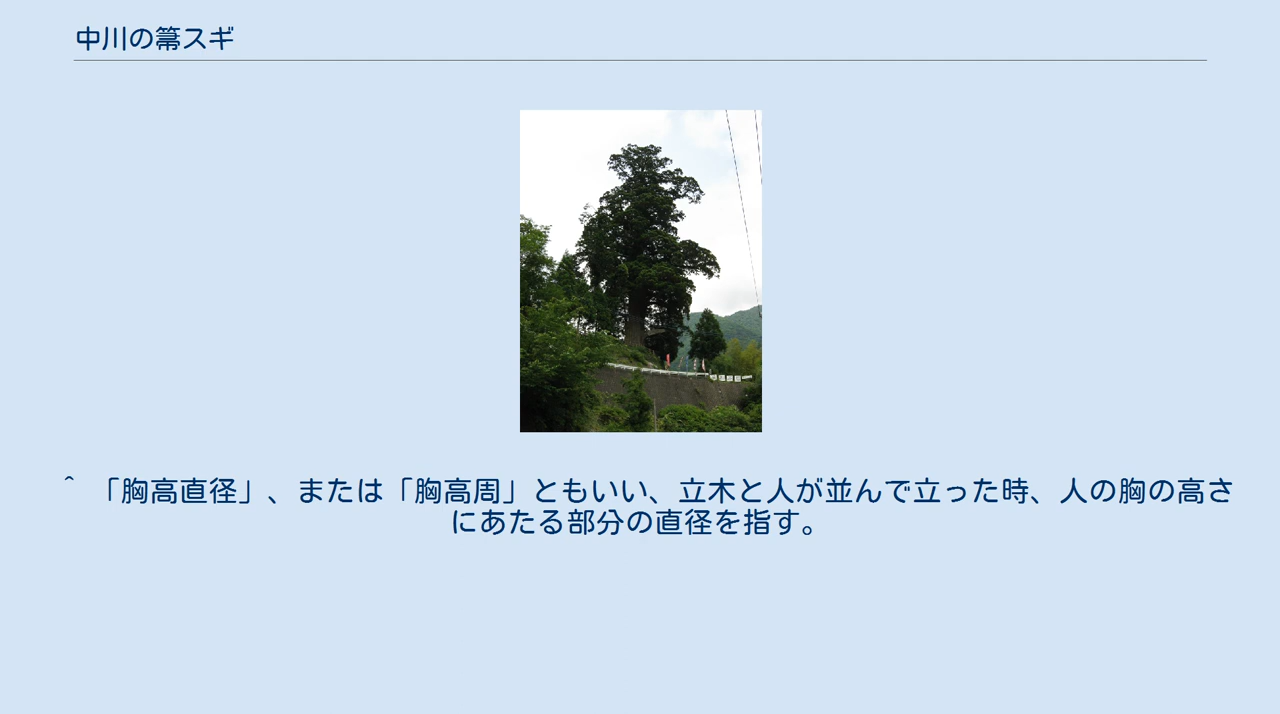 中川の箒スギ
^ 「胸高直径」、または「胸高周」ともいい、立木と人が並んで立った時、人の胸の高さ
にあたる部分の直径を指す。